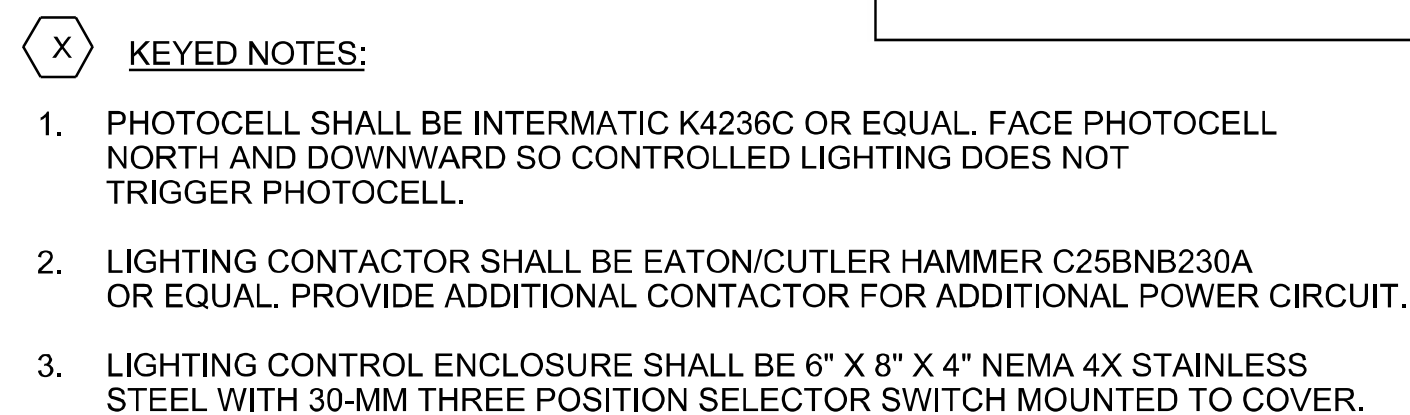 X KEYED NOTES:
1. PHOTOCELL SHALL BE INTERMATIC K4236C OR EQUAL. FACE PHOTOCELL
NORTH AND DOWNWARD SO CONTROLLED LIGHTING DOES NOT
TRIGGER PHOTOCELL.
2. LIGHTING CONTACTOR SHALL BE EATON/CUTLER HAMMER C25BNB230A
OR EQUAL. PROVIDE ADDITIONAL CONTACTOR FOR ADDITIONAL POWER CIRCUIT.
3. LIGHTING CONTROL ENCLOSURE SHALL BE 6" X 8" X 4" NEMA 4X STAINLESS
STEEL WITH 30-MM THREE POSITION SELECTOR SWITCH MOUNTED TO COVER.